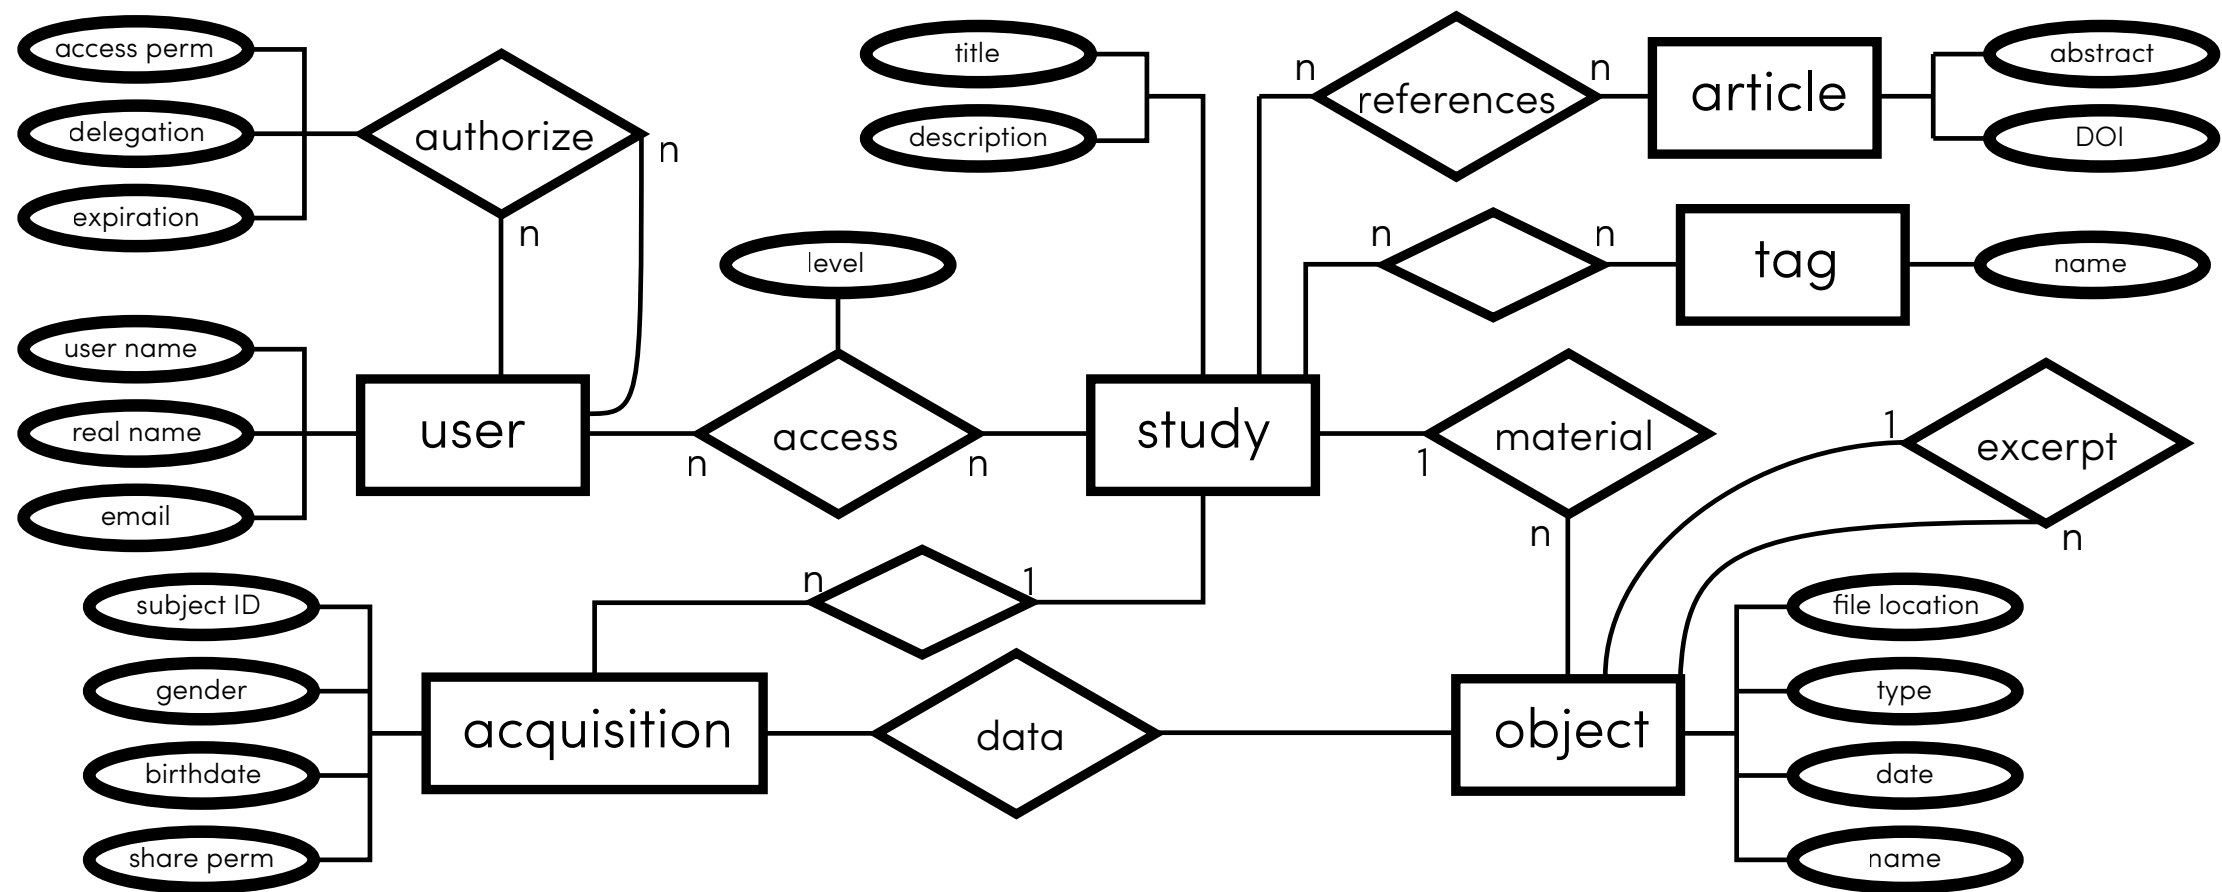 access perm
delegation
expiration
authorize
n
n
title
description
n
references
n
article
abstract
DOI
level
n
n
tag
name
user name
real name
email
user
n
access
n
study
1
material
n
1
excerpt
n
n
1
subject ID
gender
birthdate
share perm
acquisition
data
object
file location
type
date
name